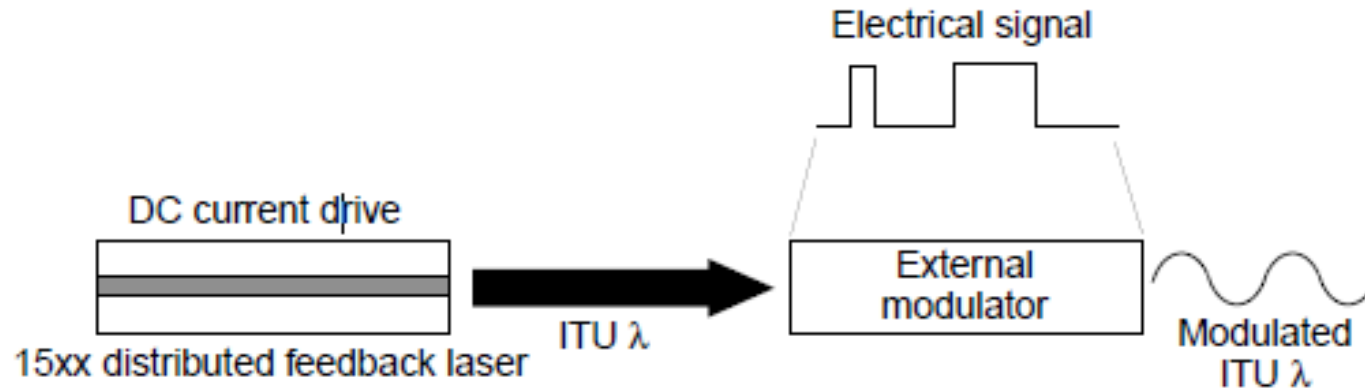 Electrical signal
DC current drive
External
modulator
ITU λ
15xx distributed feedback laser
Modulated
ITU λ